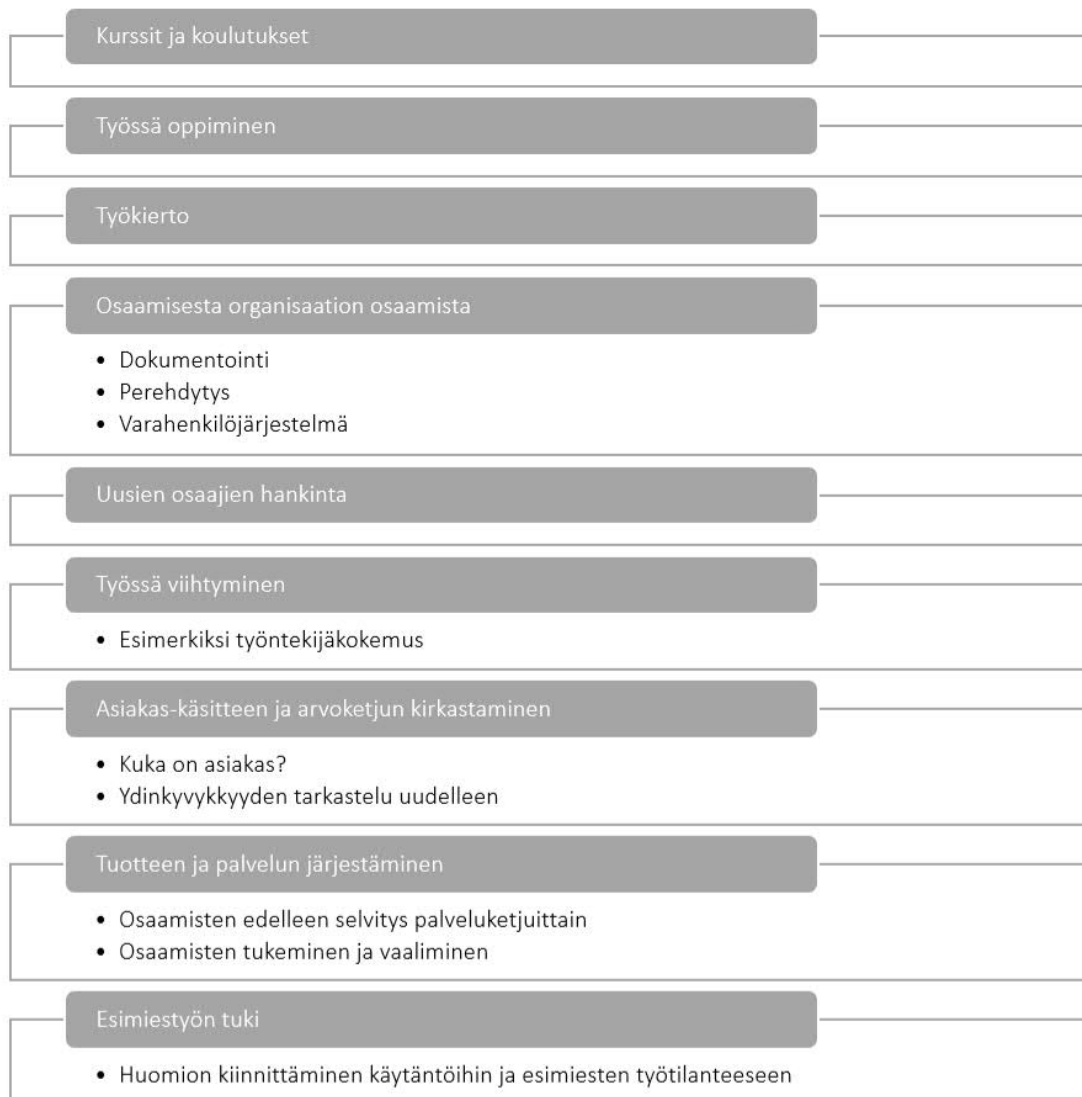 Kurssit ja koulutukset
Työssä oppiminen
Työkierto
Osaamisesta organisaation osaamista
• Dokumentointi
• Perehdytys
• Varahenkilöjärjestelmä
Uusien osaajien hankinta
Työssä viihtyminen
• Esimerkiksi työntekijäkokemus
Asiakas-käsitteen ja arvoketjun kirkastaminen
• Kuka on asiakas?
• Ydinkyvykkyyden tarkastelu uudelleen
Tuotteen ja palvelun järjestäminen
• Osaamisten edelleen selvitys palveluketjuittain
• Osaamisten tukeminen ja vaaliminen
Esimiestyön tuki
• Huomion kiinnittäminen käytäntöihin ja esimiesten työtilanteeseen